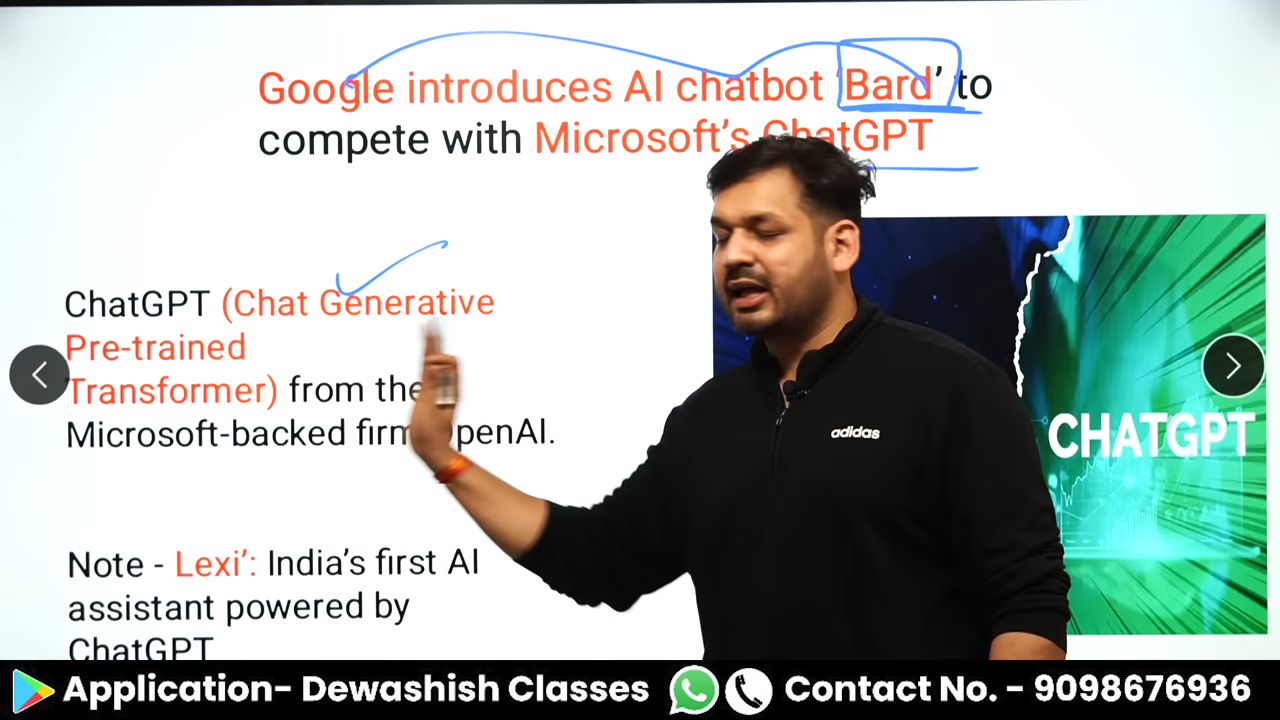 Google introduces AI chatbot ‘Bard’ to
compete with Microsoft’s ChatGPT
ChatGPT (Chat Generative
Pre-trained
Transformer) from the
Microsoft-backed firm OpenAI.
Note - Lexi’: India’s first AI
assistant powered by
ChatGPT
CHATGPT
adidas
Application- Dewashish Classes
Contact No. - 9098676936